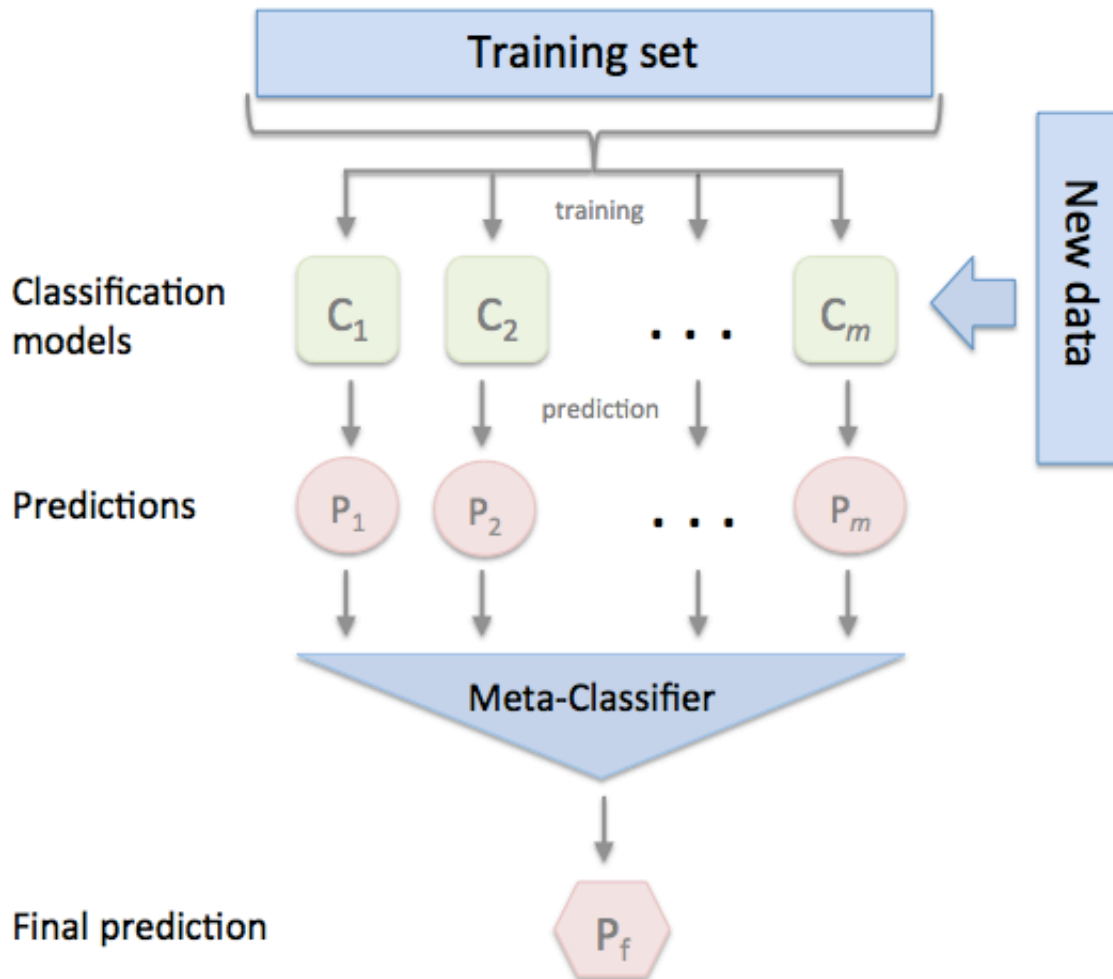 Training set
training
New data
Classification
models
C1
C2
. . .
Cm
prediction
Predictions
P1
P2
. . .
Pm
Meta-Classifier
Final prediction
Pf